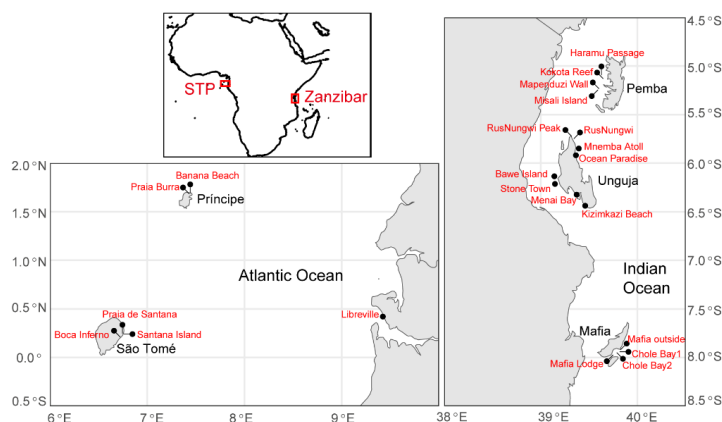 STP
Zanzibar
2.0°N
1.5°N
1.0°N
0.5°N
0.0°
0.5°S
6°E
7°E
8°E
9°E
Banana Beach
Praia Burra
Príncipe
Atlantic Ocean
Libreville
Praia de Santana
Boca Inferno
Santana Island
São Tomé
4.5°S
5.0°S
5.5°S
6.0°S
6.5°S
7.0°S
8.0°S
8.5°S
38°E
39°E
40°E
Haramu Passage
Kokota Reef
Mapenduzi Wall
Misali Island
Pemba
RusNungwi Peak
RusNungwi
Mnemba Atoll
Ocean Paradise
Bawe Island
Unguja
Stone Town
Menai Bay
Kizimkazi Beach
Indian
Ocean
Mafia
Mafia outside
Chole Bay1
Mafia Lodge
Chole Bay2